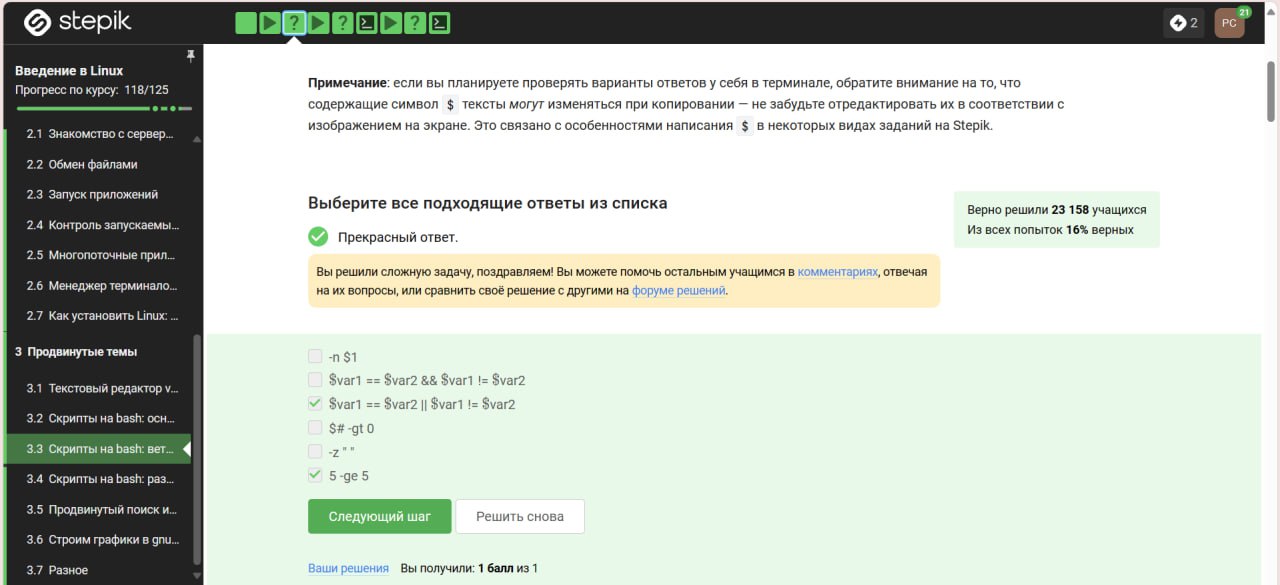 stepik
2
PC
21
Введение в Linux
Прогресс по курсу: 118/125
2.1 Знакомство с сервер...
2.2 Обмен файлами
2.3 Запуск приложений
2.4 Контроль запускаемы...
2.5 Многопоточные прил...
2.6 Менеджер терминало...
2.7 Как установить Linux: ...
3 Продвинутые темы
3.1 Текстовый редактор v...
3.2 Скрипты на bash: осн...
3.3 Скрипты на bash: вет...
3.4 Скрипты на bash: раз...
3.5 Продвинутый поиск и...
3.6 Строим графики в gnu...
3.7 Разное
Примечание: если вы планируете проверять варианты ответов у себя в терминале, обратите внимание на то, что
содержащие символ $ тексты могут изменяться при копировании — не забудьте отредактировать их в соответствии с
изображением на экране. Это связано с особенностями написания $ в некоторых видах заданий на Stepik.
Выберите все подходящие ответы из списка
Верно решили 23 158 учащихся
Из всех попыток 16% верных
Прекрасный ответ.
Вы решили сложную задачу, поздравляем! Вы можете помочь остальным учащимся в комментариях, отвечая
на их вопросы, или сравнить своё решение с другими на форуме решений.
-n $1
$var1 == $var2 && $var1 != $var2
$var1 == $var2 || $var1 != $var2
$# -gt 0
-z " "
5 -ge 5
Следующий шаг
Решить снова
Ваши решения Вы получили: 1 балл из 1